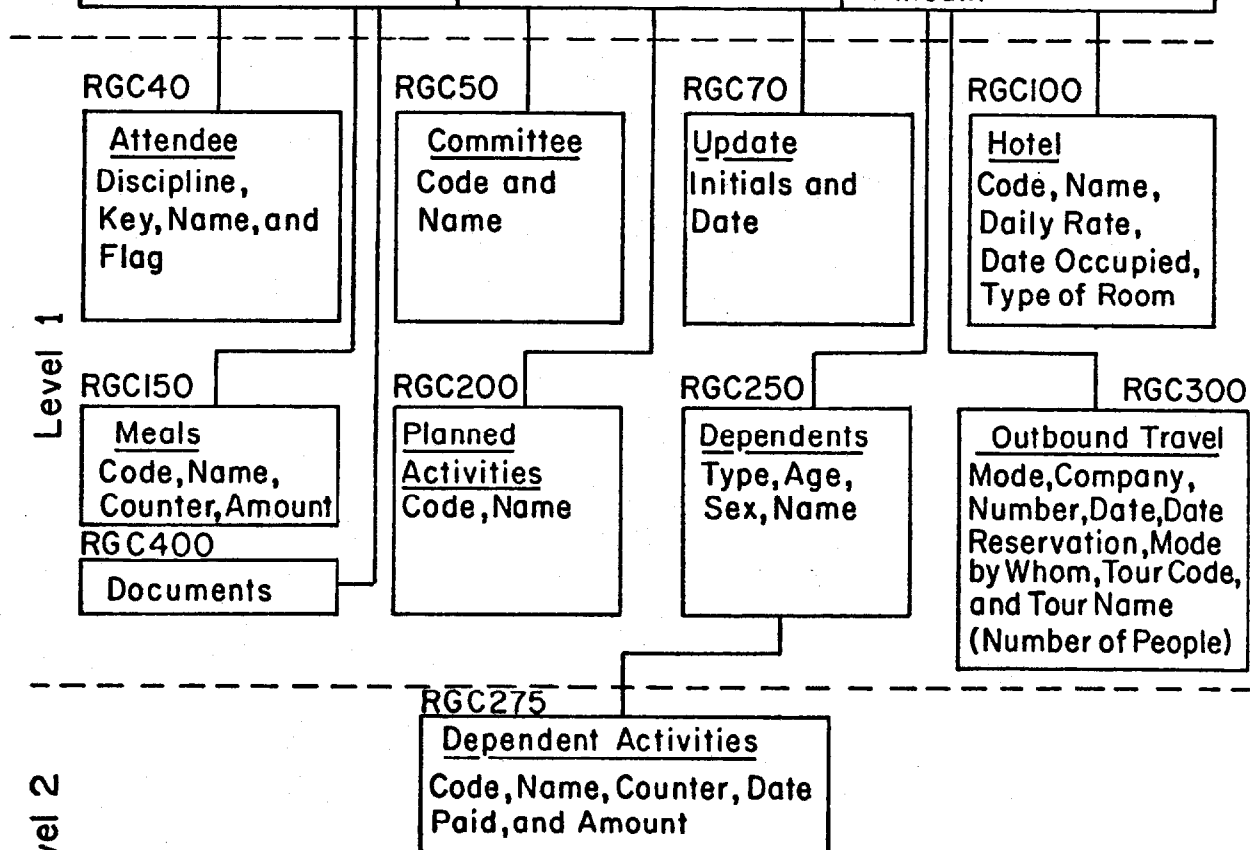 RGC40
Attendee
Discipline,
Key, Name, and
Flag
RGC50
Committee
Code and
Name
RGC70
Update
Initials and
Date
RGC100
Hotel
Code, Name,
Daily Rate,
Date Occupied,
Type of Room
Level 1
RGC150
Meals
Code, Name,
Counter, Amount
RGC400
Documents
RGC200
Planned
Activities
Code, Name
RGC250
Dependents
Type, Age,
Sex, Name
RGC300
Outbound Travel
Mode, Company,
Number, Date, Date
Reservation, Mode
by Whom, Tour Code,
and Tour Name
(Number of People)
RGC275
Dependent Activities
Code, Name, Counter, Date
Paid, and Amount
vel 2